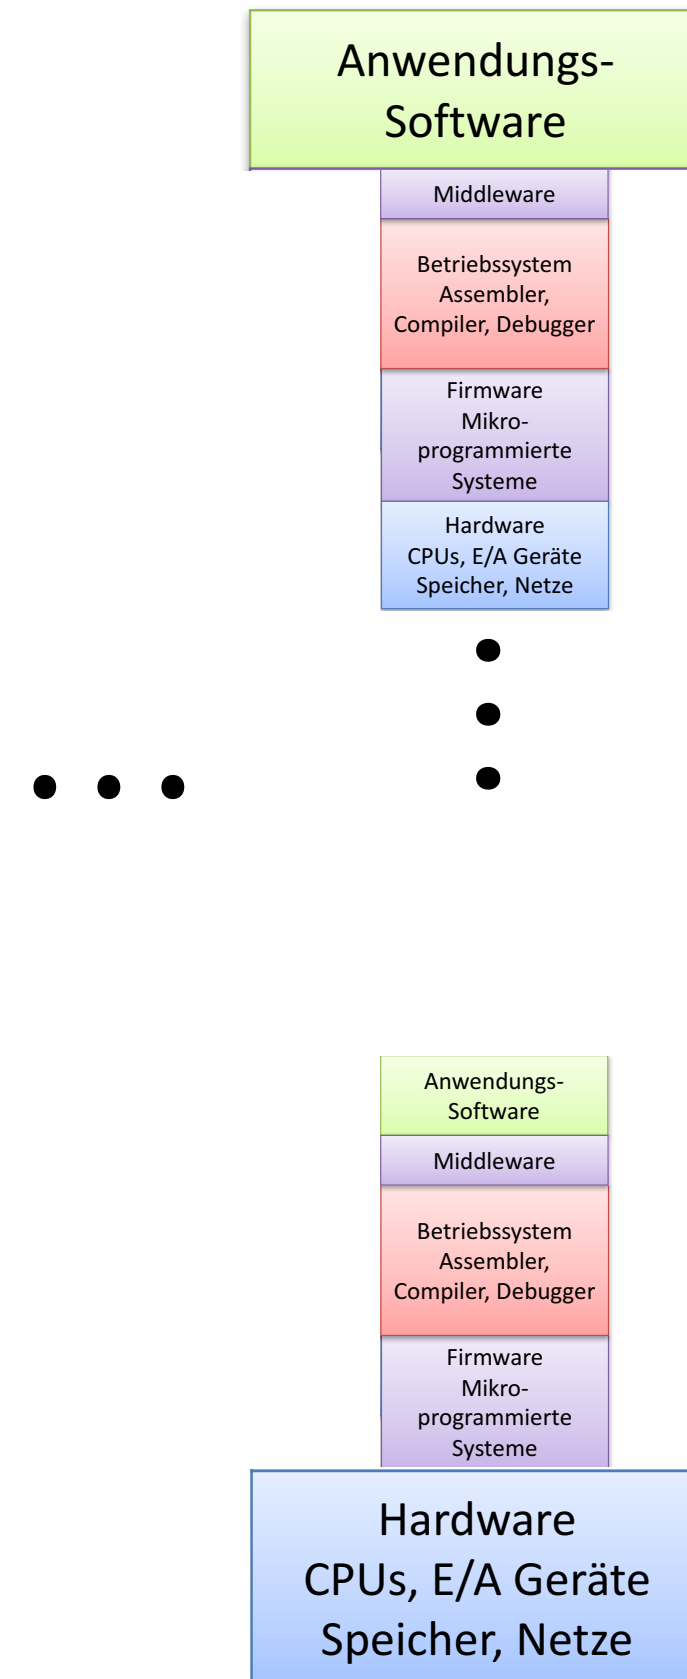 Anwendungs-
Software
Middleware
Betriebssystem
Assembler,
Compiler, Debugger
Firmware
Mikro-
programmierte
Systeme
Hardware
CPUs, E/A Geräte
Speicher, Netze
Anwendungs-
Software
Middleware
Betriebssystem
Assembler,
Compiler, Debugger
Firmware
Mikro-
programmierte
Systeme
Hardware
CPUs, E/A Geräte
Speicher, Netze